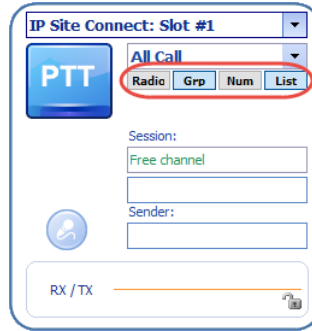 IP Site Connect: Slot #1
PTT
All Call
Radio Grp Num List
Session:
Free channel
Sender:
RX / TX